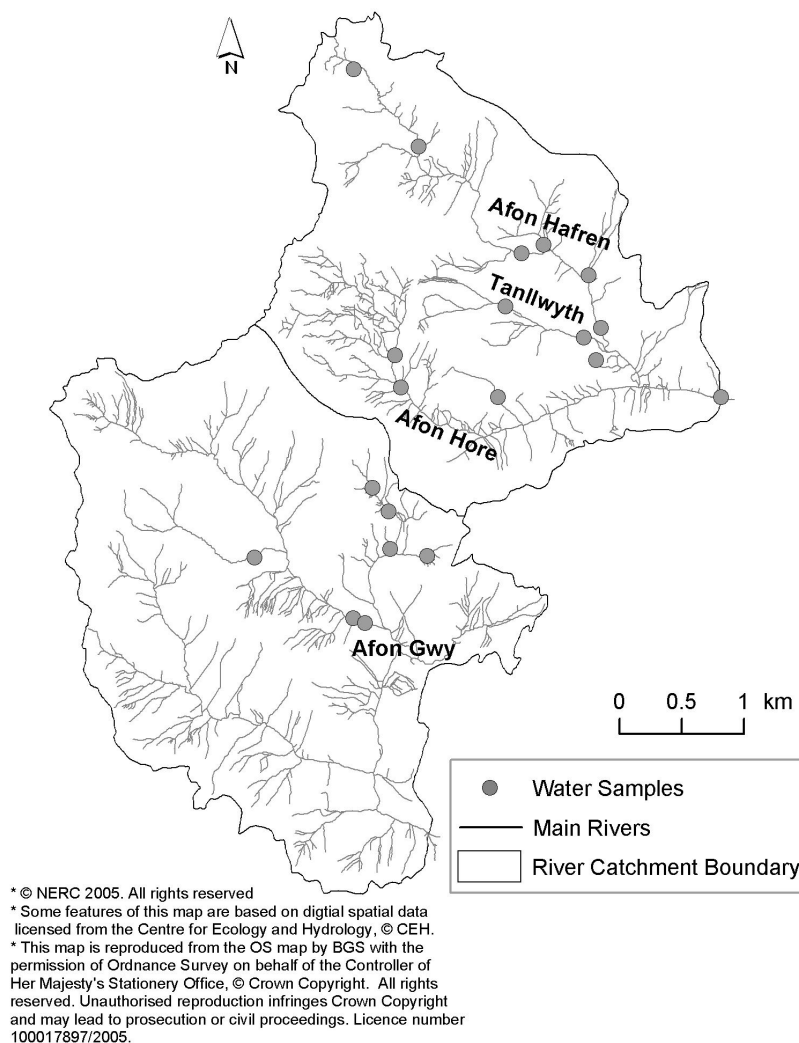 N
Afon Hafren
Tanllwyth
Afon Hore
Afon Gwy
0 0.5 1 km
Water Samples
Main Rivers
River Catchment Boundary
* © NERC 2005. All rights reserved
* Some features of this map are based on digtial spatial data
licensed from the Centre for Ecology and Hydrology, © CEH.
* This map is reproduced from the OS map by BGS with the
permission of Ordnance Survey on behalf of the Controller of
Her Majesty's Stationery Office, © Crown Copyright. All rights
reserved. Unauthorised reproduction infringes Crown Copyright
and may lead to prosecution or civil proceedings. Licence number
100017897/2005.